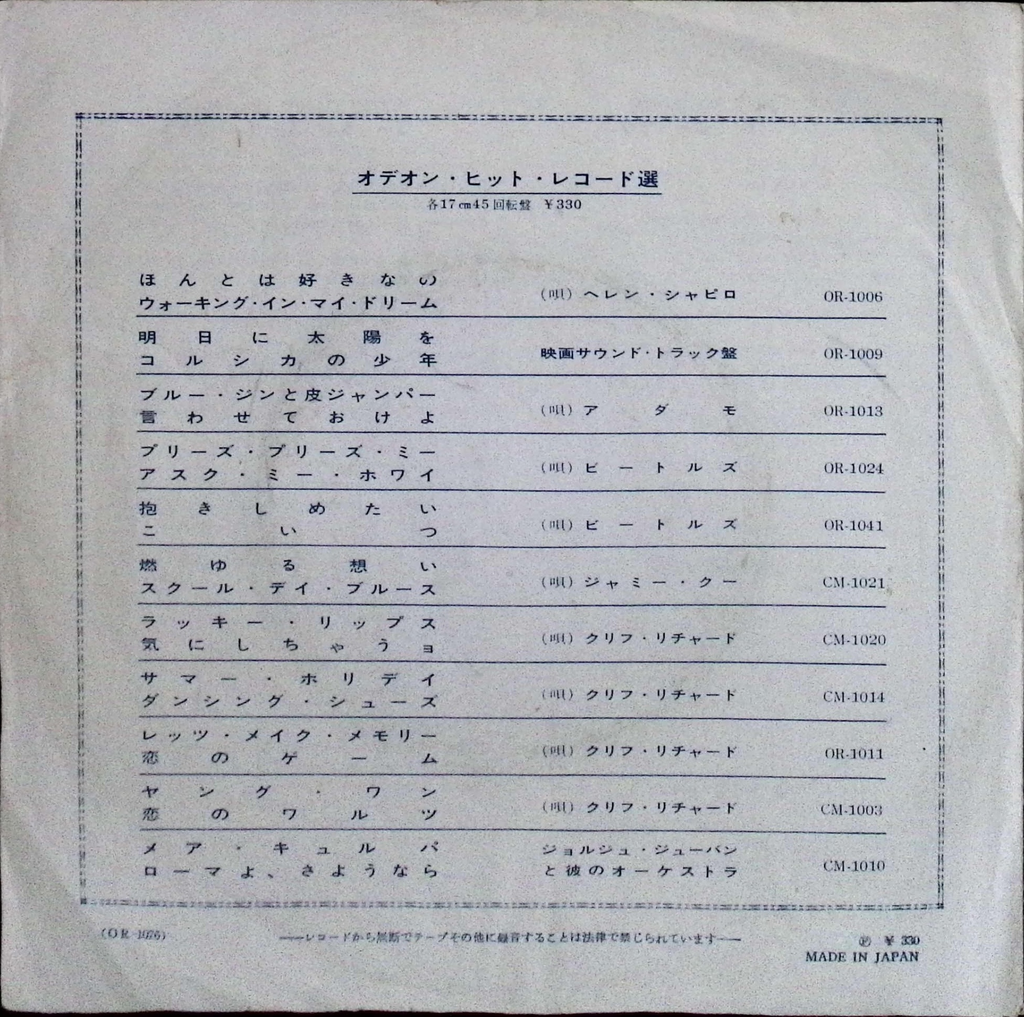 オデオン・ヒット・レコード選
各17cm45回転盤 ¥330
ほんとは好きなの
ウォーキング・イン・マイ・ドリーム
(唄) ヘレン・シャピロ
OR-1006
明日に太陽を
コルシカの少年
映画サウンド・トラック盤
OR-1009
ブルー・ジンと皮ジャンパー
言わせておけよ
(唄) アダモ
OR-1013
プリーズ・プリーズ・ミー
アスク・ミー・ホワイ
(唄) ビートルズ
OR-1024
抱きしめたい
こいつ
(唄) ビートルズ
OR-1041
燃ゆる想い
スクール・デイ・ブルース
(唄) ジャミー・クー
CM-1021
ラッキー・リップス
気にしちゃうョ
(唄) クリフ・リチャード
CM-1020
サマー・ホリデイ
ダンシング・シューズ
(唄) クリフ・リチャード
CM-1014
レッツ・メイク・メモリー
恋のゲーム
(唄) クリフ・リチャード
OR-1011
ヤング・ワン
恋のワルツ
(唄) クリフ・リチャード
CM-1003
メア・キュルパ
ローマよ、さようなら
ジョルジュ・ジューバン
と彼のオーケストラ
CM-1010
(OR-1076)
——レコードから無断でテープその他に録音することは法律で禁じられています——
Ⓟ ¥330
MADE IN JAPAN